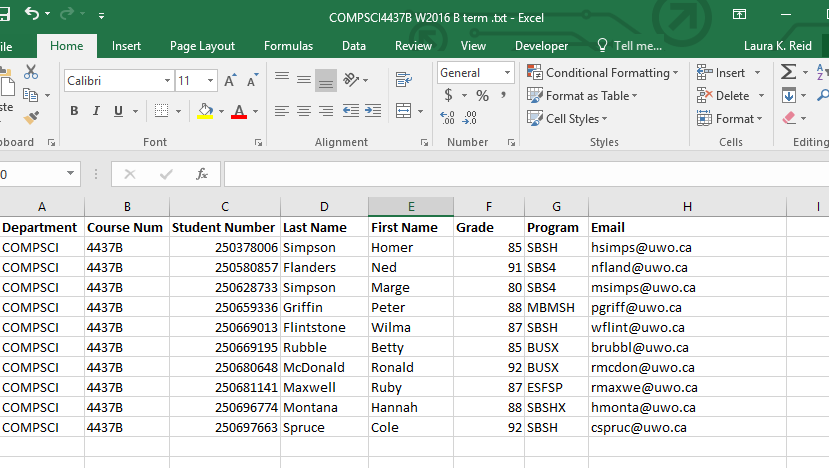 COMPSCI4437B W2016 B term .txt - Excel
ile Home Insert Page Layout Formulas Data Review View Developer Tell me... Laura K. Reid
Calibri 11 A A General Conditional Formatting Insert Σ
ste B I U A $ % , Format as Table Delete
.00 .00 Cell Styles Format
board Font Alignment Number Styles Cells Editing
0 fx
A B C D E F G H I
Department Course Num Student Number Last Name First Name Grade Program Email
COMPSCI 4437B 250378006 Simpson Homer 85 SBSH hsimps@uwo.ca
COMPSCI 4437B 250580857 Flanders Ned 91 SBS4 nfland@uwo.ca
COMPSCI 4437B 250628733 Simpson Marge 80 SBS4 msimps@uwo.ca
COMPSCI 4437B 250659336 Griffin Peter 88 MBMSH pgriff@uwo.ca
COMPSCI 4437B 250669013 Flintstone Wilma 87 SBSH wflint@uwo.ca
COMPSCI 4437B 250669195 Rubble Betty 85 BUSX brubbl@uwo.ca
COMPSCI 4437B 250680648 McDonald Ronald 92 BUSX rmcdon@uwo.ca
COMPSCI 4437B 250681141 Maxwell Ruby 87 ESFSP rmaxwe@uwo.ca
COMPSCI 4437B 250696774 Montana Hannah 88 SBSHX hmonta@uwo.ca
COMPSCI 4437B 250697663 Spruce Cole 92 SBSH cspruc@uwo.ca